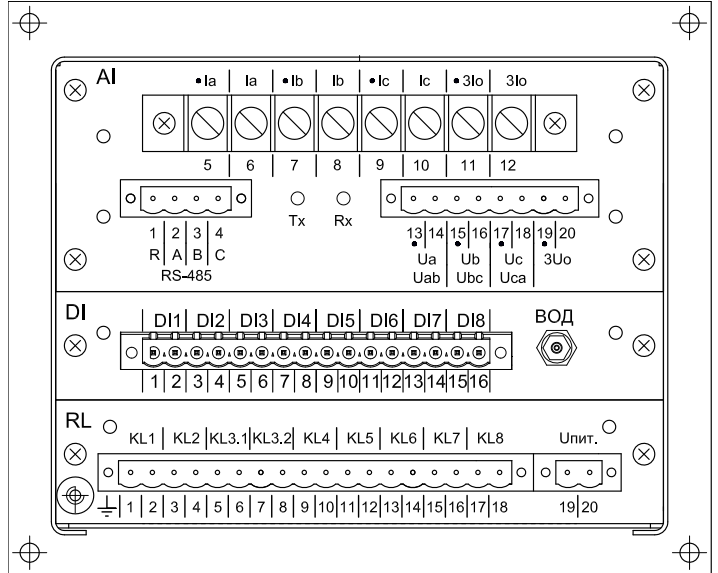 AI
•Ia Ia •Ib Ib •Ic Ic •3Io 3Io
5 6 7 8 9 10 11 12
1 2 3 4
R A B C
RS-485
Tx Rx
13 14 15 16 17 18 19 20
• Ua • Ub • Uc • 3Uo
Uab Ubc Uca
DI
DI1 DI2 DI3 DI4 DI5 DI6 DI7 DI8
ВОД
1 2 3 4 5 6 7 8 9 10 11 12 13 14 15 16
RL
KL1 KL2 KL3.1 KL3.2 KL4 KL5 KL6 KL7 KL8 Uпит.
1 2 3 4 5 6 7 8 9 10 11 12 13 14 15 16 17 18 19 20